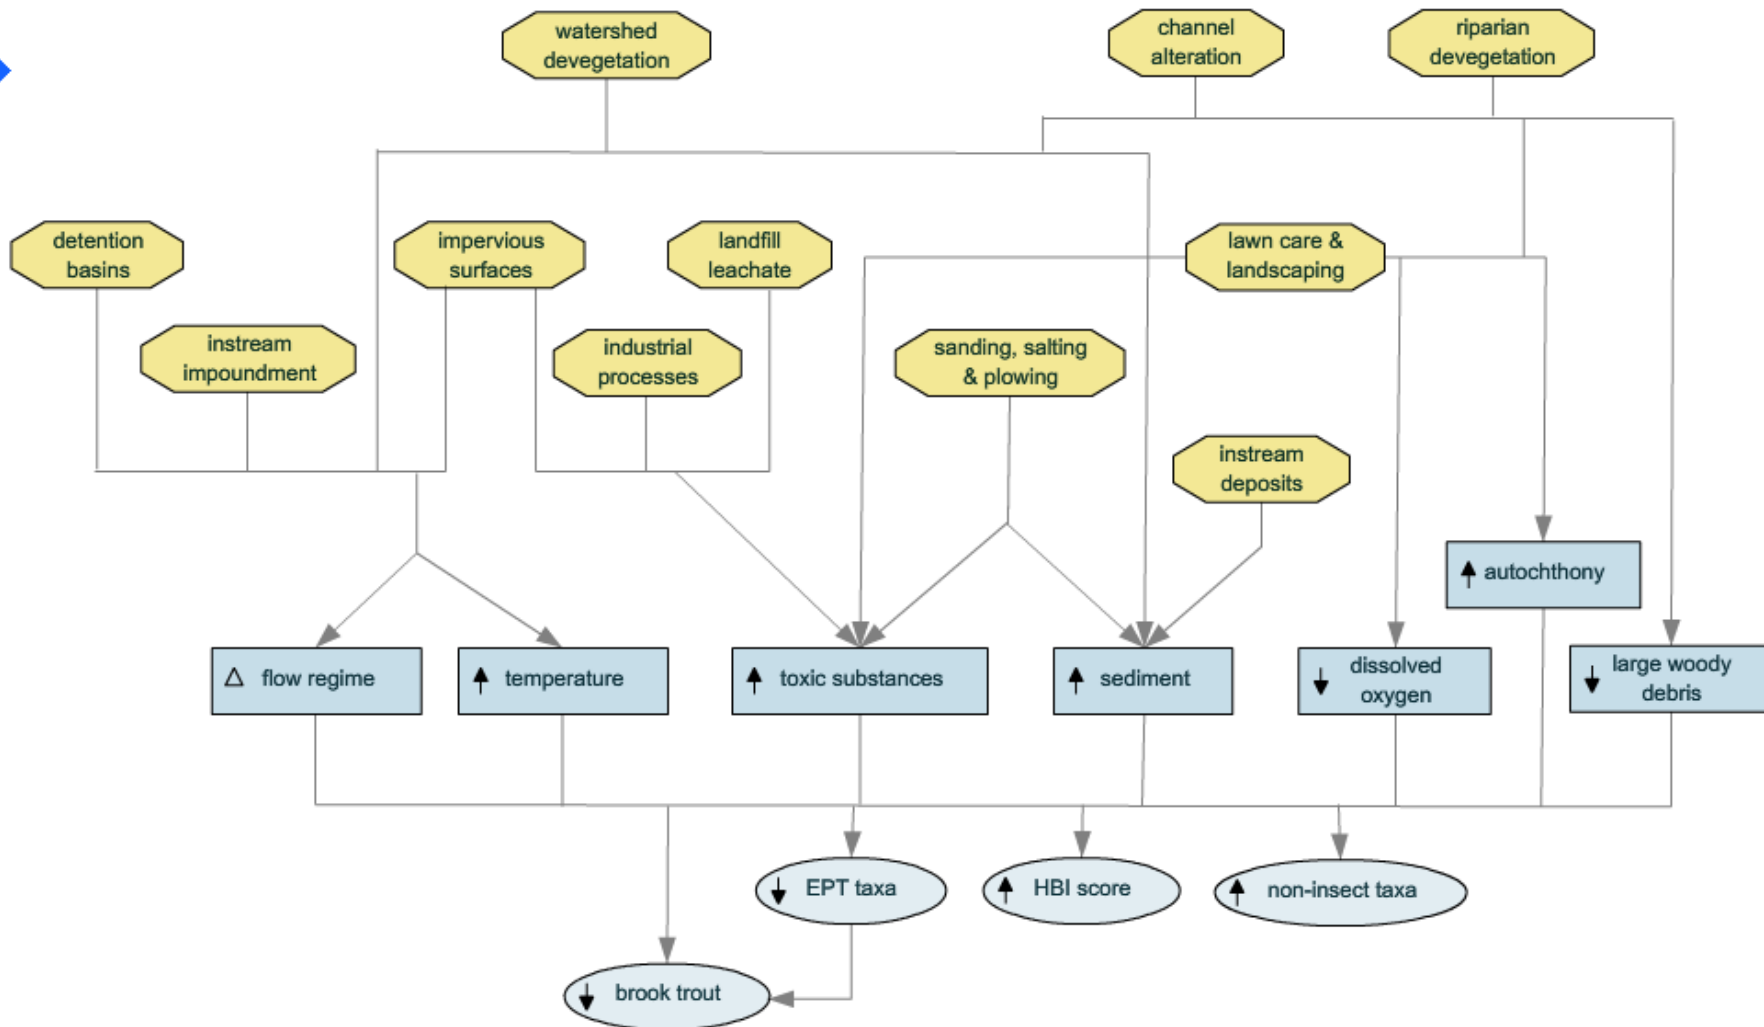 watershed
devegetation
channel
alteration
riparian
devegetation
detention
basins
impervious
surfaces
landfill
leachate
lawn care &
landscaping
instream
impoundment
industrial
processes
sanding, salting
& plowing
instream
deposits
autochthony
flow regime
temperature
toxic substances
sediment
dissolved
oxygen
large woody
debris
EPT taxa
HBI score
non-insect taxa
brook trout